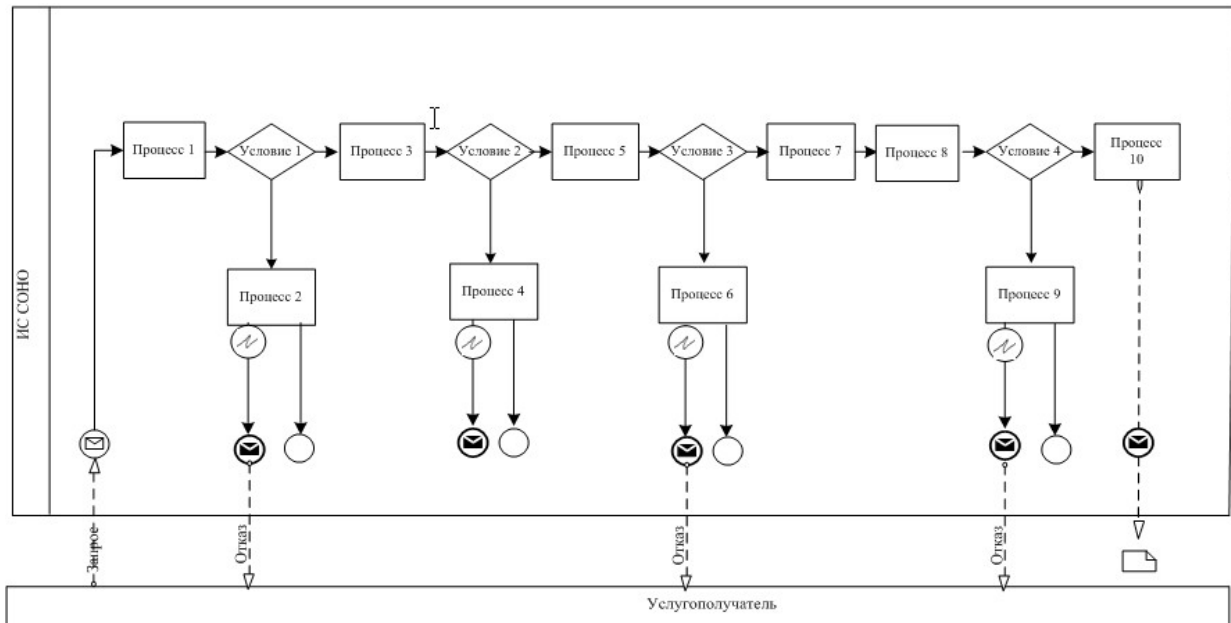 Процесс 1
Условие 1
Процесс 3
Условие 2
Процесс 5
Условие 3
Процесс 7
Процесс 8
Условие 4
Процесс
10
Процесс 2
Процесс 4
Процесс 6
Процесс 9
ИС СОНО
Запрос
Отказ
Отказ
Отказ
Услугополучатель